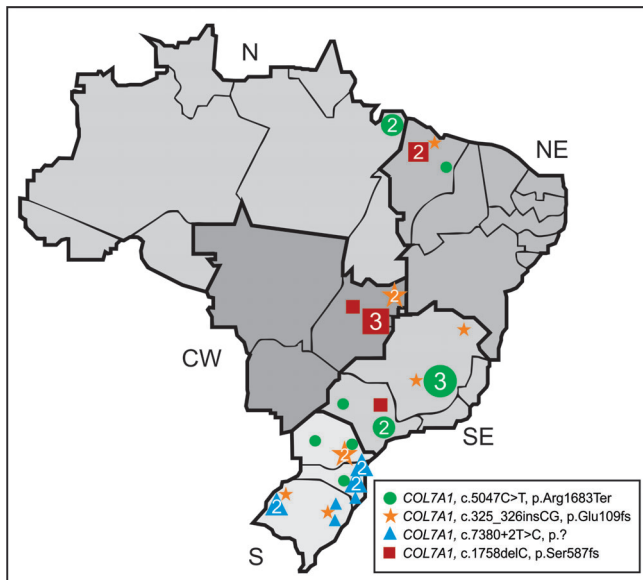 N
2
2
NE
2
3
CW
3
2
SE
2
2
2
2
S
COL7A1, c.5047C>T, p.Arg1683Ter
COL7A1, c.325_326insCG, p.Glu109fs
COL7A1, c.7380+2T>C, p.?
COL7A1, c.1758delC, p.Ser587fs